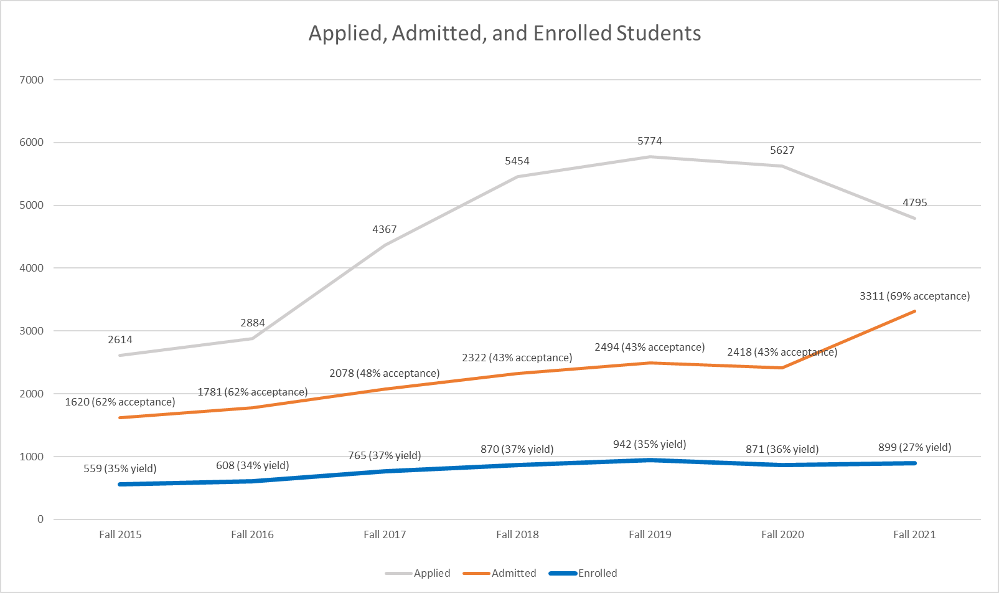 Applied, Admitted, and Enrolled Students
7000
6000
5000
4000
3000
2000
1000
0
2614
2884
4367
5454
5774
5627
4795
1620 (62% acceptance)
1781 (62% acceptance)
2078 (48% acceptance)
2322 (43% acceptance)
2494 (43% acceptance)
2418 (43% acceptance)
3311 (69% acceptance)
559 (35% yield)
608 (34% yield)
765 (37% yield)
870 (37% yield)
942 (35% yield)
871 (36% yield)
899 (27% yield)
Fall 2015 Fall 2016 Fall 2017 Fall 2018 Fall 2019 Fall 2020 Fall 2021
Applied Admitted Enrolled